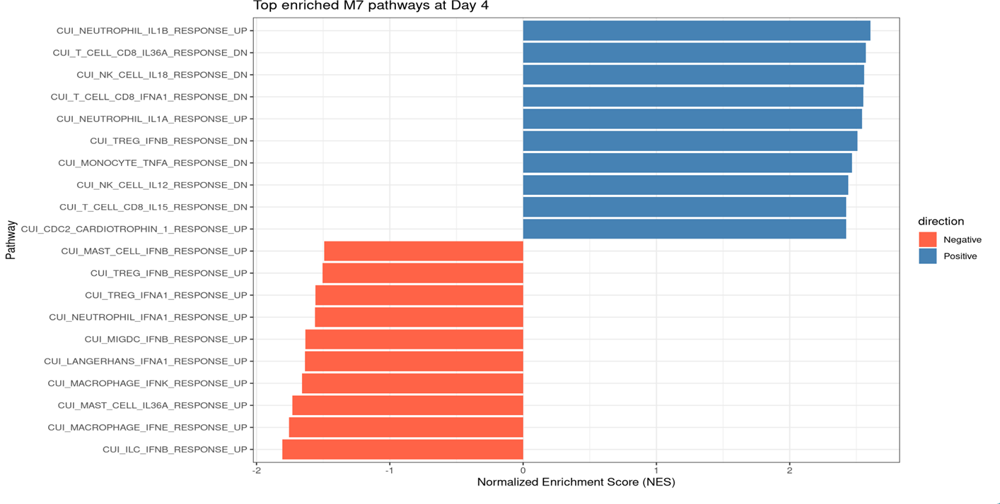 Top enriched M7 pathways at Day 4
CUI_NEUTROPHIL_IL1B_RESPONSE_UP
CUI_T_CELL_CD8_IL36A_RESPONSE_DN
CUI_NK_CELL_IL18_RESPONSE_DN
CUI_T_CELL_CD8_IFNA1_RESPONSE_DN
CUI_NEUTROPHIL_IL1A_RESPONSE_UP
CUI_TREG_IFNB_RESPONSE_DN
CUI_MONOCYTE_TNFA_RESPONSE_DN
CUI_NK_CELL_IL12_RESPONSE_DN
CUI_T_CELL_CD8_IL15_RESPONSE_DN
CUI_CDC2_CARDIOTROPHIN_1_RESPONSE_UP
CUI_MAST_CELL_IFNB_RESPONSE_UP
CUI_TREG_IFNB_RESPONSE_UP
CUI_TREG_IFNA1_RESPONSE_UP
CUI_NEUTROPHIL_IFNA1_RESPONSE_UP
CUI_MIGDC_IFNB_RESPONSE_UP
CUI_LANGERHANS_IFNA1_RESPONSE_UP
CUI_MACROPHAGE_IFNK_RESPONSE_UP
CUI_MAST_CELL_IL36A_RESPONSE_UP
CUI_MACROPHAGE_IFNE_RESPONSE_UP
CUI_ILC_IFNB_RESPONSE_UP
Pathway
-2 -1 0 1 2
Normalized Enrichment Score (NES)
direction
Negative
Positive